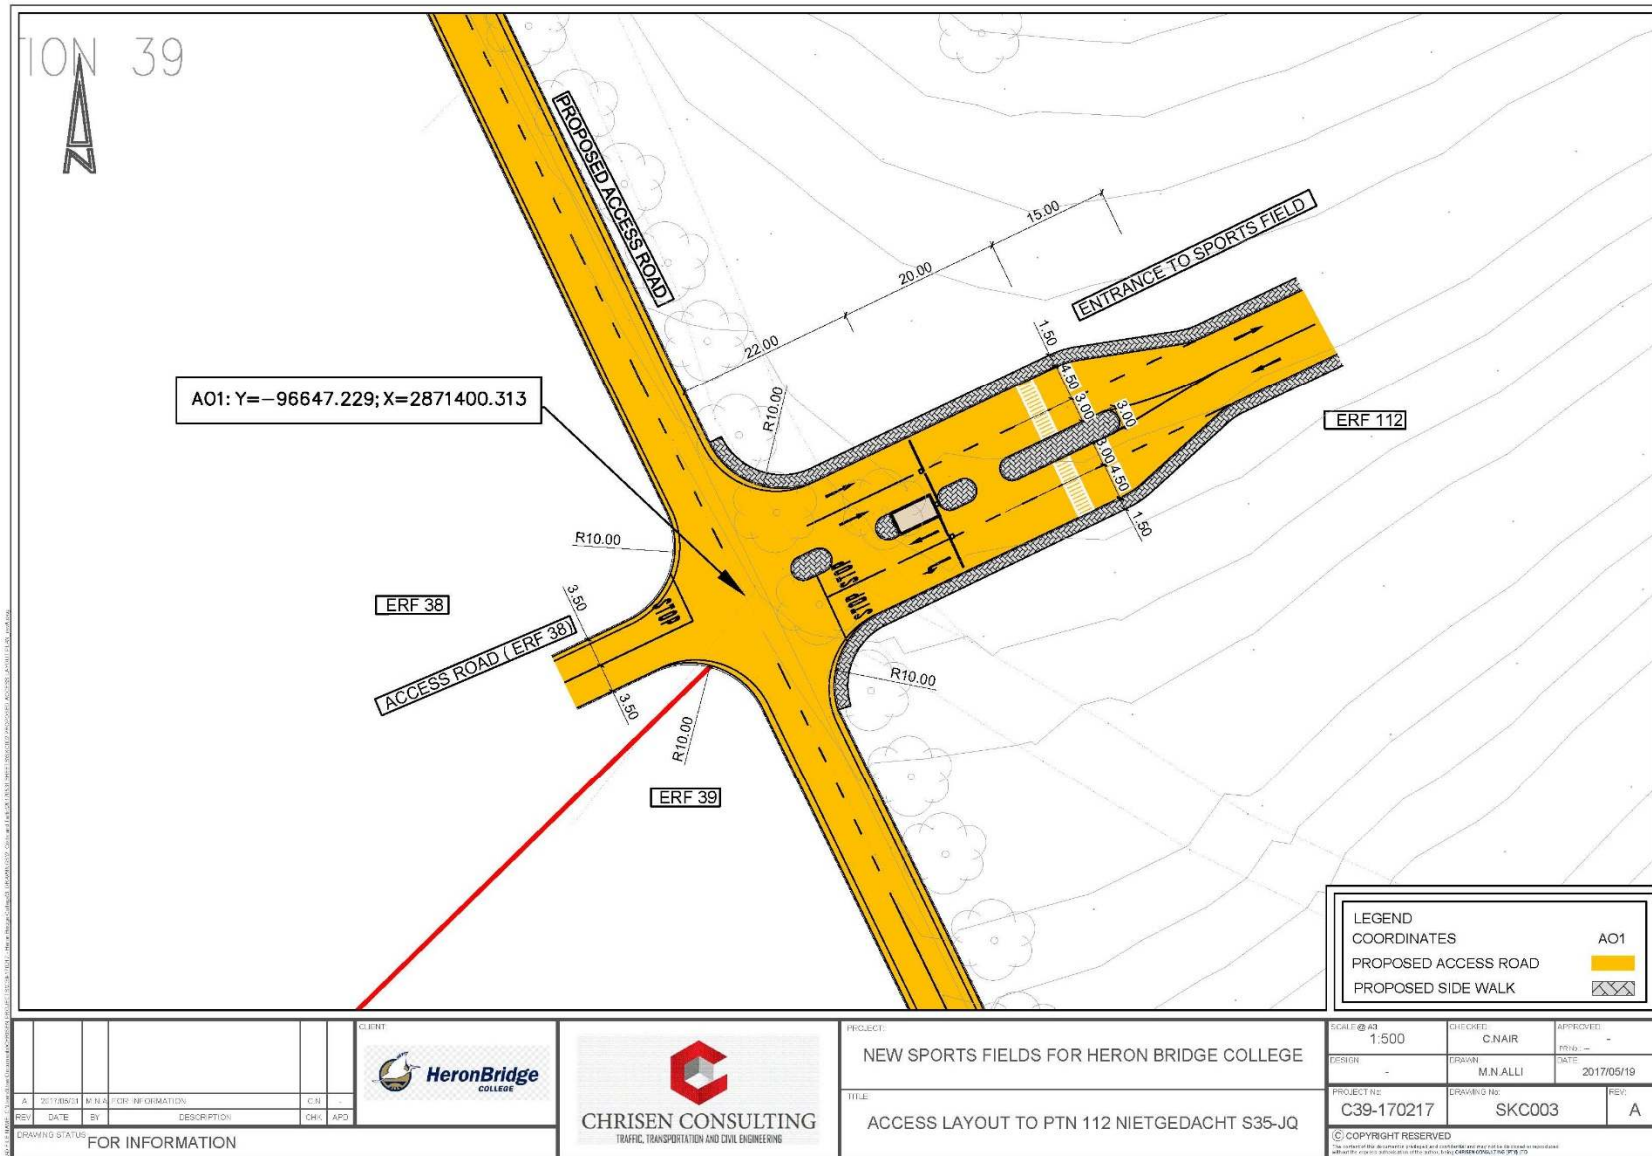 TION 39
N
PROPOSED ACCESS ROAD
15.00
20.00
22.00
ENTRANCE TO SPORTS FIELD
AO1: Y=-96647.229; X=2871400.313
R10.00
1.50
4.50
3.00
3.00
3.00
4.50
1.50
ERF 112
R10.00
STOP
STOP
STOP
3.50
ERF 38
ACCESS ROAD ( ERF 38)
3.50
R10.00
R10.00
ERF 39
LEGEND
COORDINATES AO1
PROPOSED ACCESS ROAD
PROPOSED SIDE WALK
A 2017/05/31 M.N.A FOR INFORMATION C.N -
REV DATE BY DESCRIPTION CHK APD
DRAWING STATUS FOR INFORMATION
CLIENT:
HeronBridge
COLLEGE
CHRISEN CONSULTING
TRAFFIC, TRANSPORTATION AND CIVIL ENGINEERING
PROJECT:
NEW SPORTS FIELDS FOR HERON BRIDGE COLLEGE
TITLE:
ACCESS LAYOUT TO PTN 112 NIETGEDACHT S35-JQ
SCALE @ A3
1:500
CHECKED:
C.NAIR
APPROVED:
-
DESIGN:
-
DRAWN:
M.N.ALLI
DATE
2017/05/19
PROJECT No:
C39-170217
DRAWING No:
SKC003
REV:
A
© COPYRIGHT RESERVED